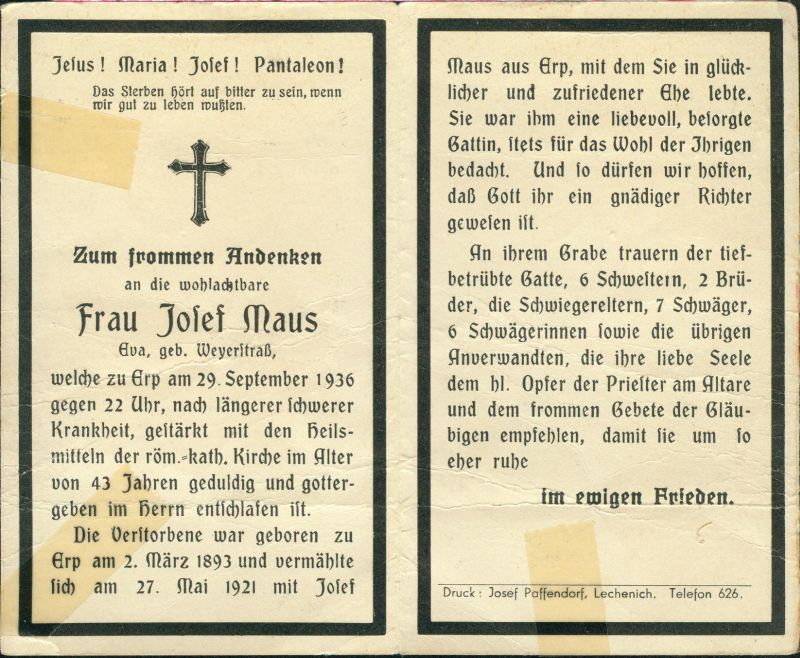 Jesus! Maria! Josef! Pantaleon!
Das Sterben hört auf bitter zu sein, wenn
wir gut zu leben wußten.
Zum frommen Andenken
an die wohlachtbare
Frau Josef Maus
Eva, geb. Weyerstraß,
welche zu Erp am 29. September 1936
gegen 22 Uhr, nach längerer schwerer
Krankheit, gestärkt mit den Heils-
mitteln der röm.-kath. Kirche im Alter
von 43 Jahren geduldig und gotter-
geben im Herrn entschlafen ist.
Die Verstorbene war geboren zu
Erp am 2. März 1893 und vermählte
sich am 27. Mai 1921 mit Josef
Maus aus Erp, mit dem Sie in glück-
licher und zufriedener Ehe lebte.
Sie war ihm eine liebevoll, besorgte
Gattin, stets für das Wohl der Ihrigen
bedacht. Und so dürfen wir hoffen,
daß Gott ihr ein gnädiger Richter
gewesen ist.
An ihrem Grabe trauern der tief-
betrübte Gatte, 6 Schwestern, 2 Brü-
der, die Schwiegereltern, 7 Schwäger,
6 Schwägerinnen sowie die übrigen
Anverwandten, die ihre liebe Seele
dem hl. Opfer der Priester am Altare
und dem frommen Gebete der Gläu-
bigen empfehlen, damit sie um so
eher ruhe
im ewigen Frieden.
Druck: Josef Paffendorf, Lechenich. Telefon 626.